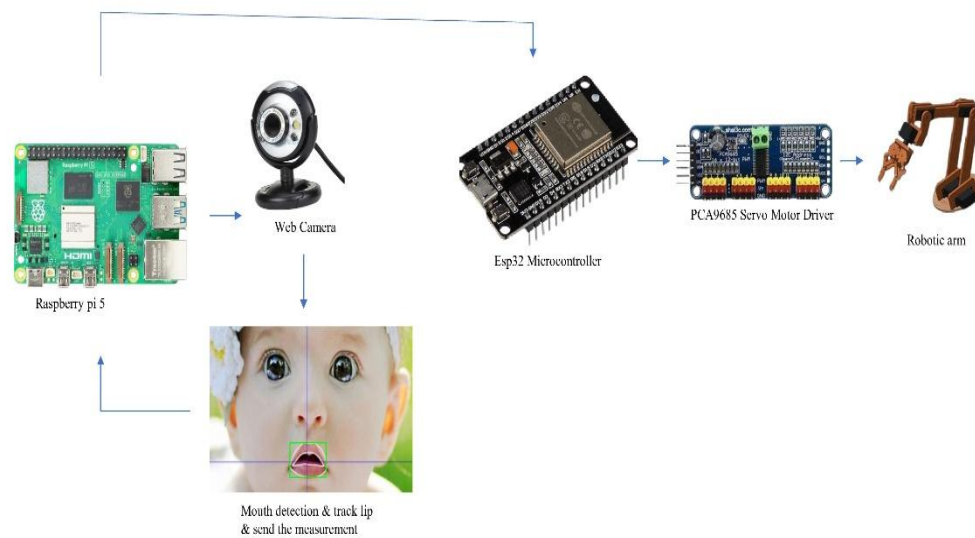 HDMI
Raspberry pi 5
Web Camera
Esp32 Microcontroller
PCA9685 Servo Motor Driver
Robotic arm
Mouth detection & track lip
& send the measurement